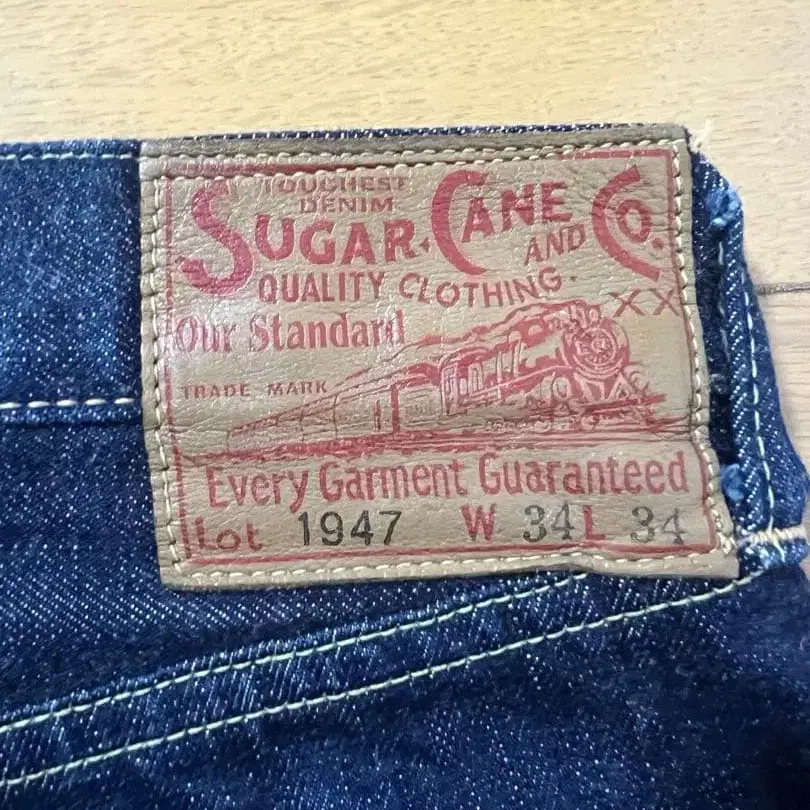 TOUGHEST
DENIM
SUGAR CANE AND CO.
QUALITY CLOTHING.
XX
Our Standard
TRADE MARK
Every Garment Guaranteed
Lot 1947 W 34 L 34